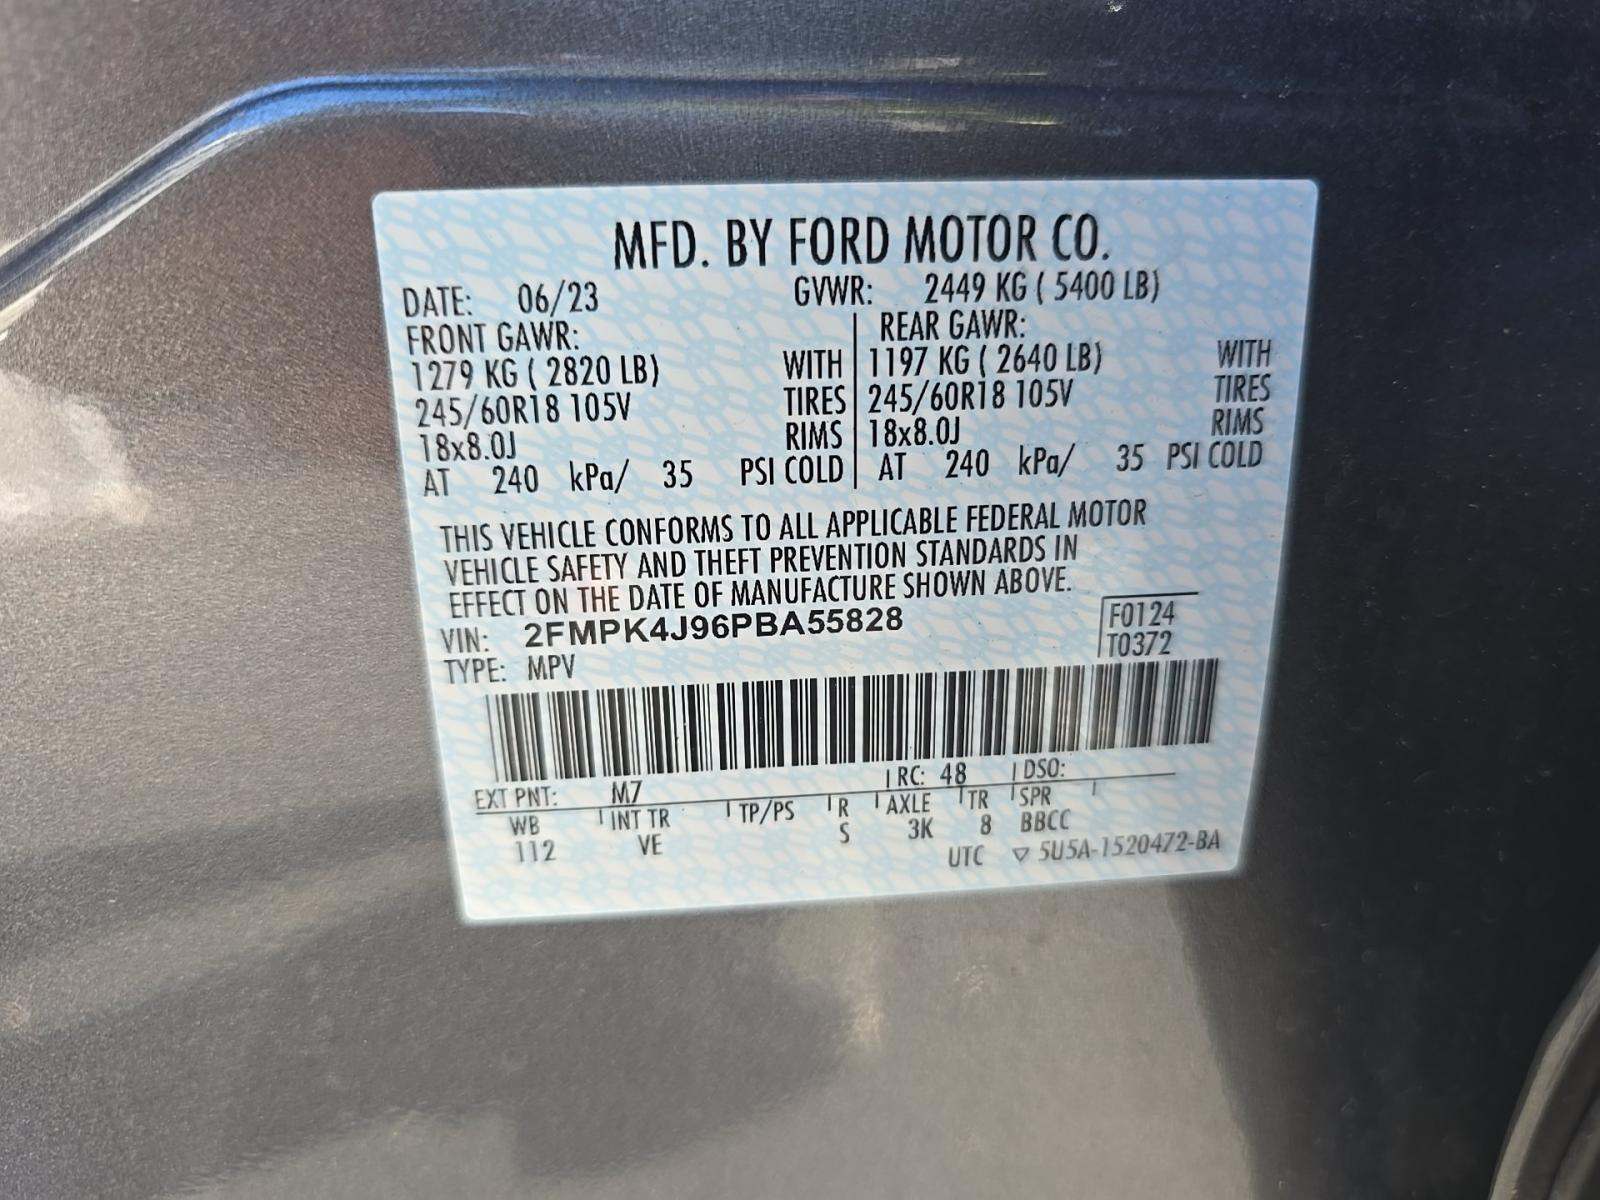 MFD. BY FORD MOTOR CO.
DATE: 06/23 GVWR: 2449 KG ( 5400 LB)
FRONT GAWR: REAR GAWR:
1279 KG ( 2820 LB) WITH 1197 KG ( 2640 LB) WITH
245/60R18 105V TIRES 245/60R18 105V TIRES
18x8.0J RIMS 18x8.0J RIMS
AT 240 kPa/ 35 PSI COLD AT 240 kPa/ 35 PSI COLD
THIS VEHICLE CONFORMS TO ALL APPLICABLE FEDERAL MOTOR
VEHICLE SAFETY AND THEFT PREVENTION STANDARDS IN
EFFECT ON THE DATE OF MANUFACTURE SHOWN ABOVE.
VIN: 2FMPK4J96PBA55828 F0124
TYPE: MPV T0372
EXT PNT: M7 RC: 48 DSO:
WB INT TR TP/PS R AXLE TR SPR
112 VE S 3K 8 BBCC
UTC ▽ 5U5A-1520472-BA